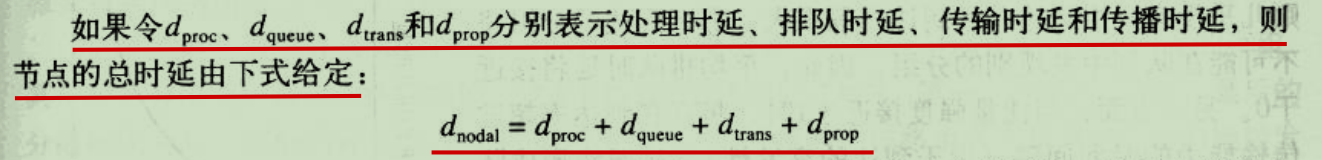 如果令d_proc、d_queue、d_trans和d_prop分别表示处理时延、排队时延、传输时延和传播时延，则
节点的总时延由下式给定：
d_nodal = d_proc + d_queue + d_trans + d_prop